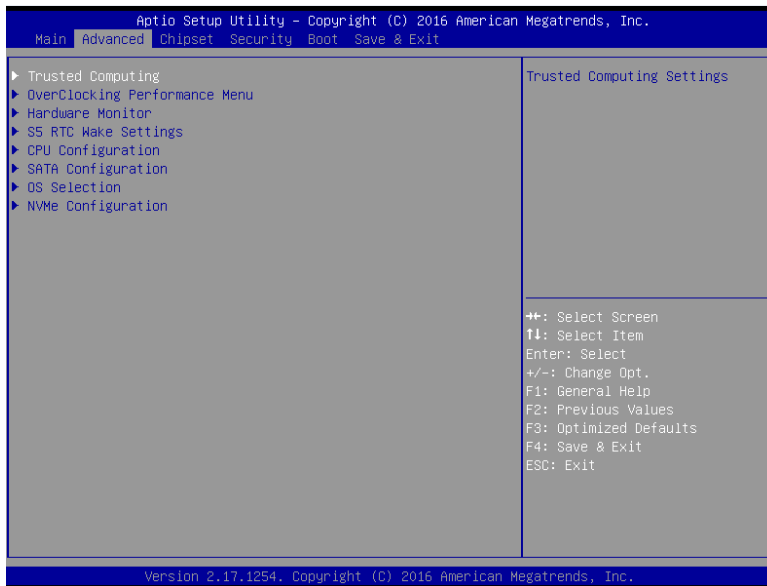 Aptio Setup Utility – Copyright (C) 2016 American Megatrends, Inc.
Main Advanced Chipset Security Boot Save & Exit
▶ Trusted Computing
▶ OverClocking Performance Menu
▶ Hardware Monitor
▶ S5 RTC Wake Settings
▶ CPU Configuration
▶ SATA Configuration
▶ OS Selection
▶ NVMe Configuration
Trusted Computing Settings
→←: Select Screen
↑↓: Select Item
Enter: Select
+/-: Change Opt.
F1: General Help
F2: Previous Values
F3: Optimized Defaults
F4: Save & Exit
ESC: Exit
Version 2.17.1254. Copyright (C) 2016 American Megatrends, Inc.